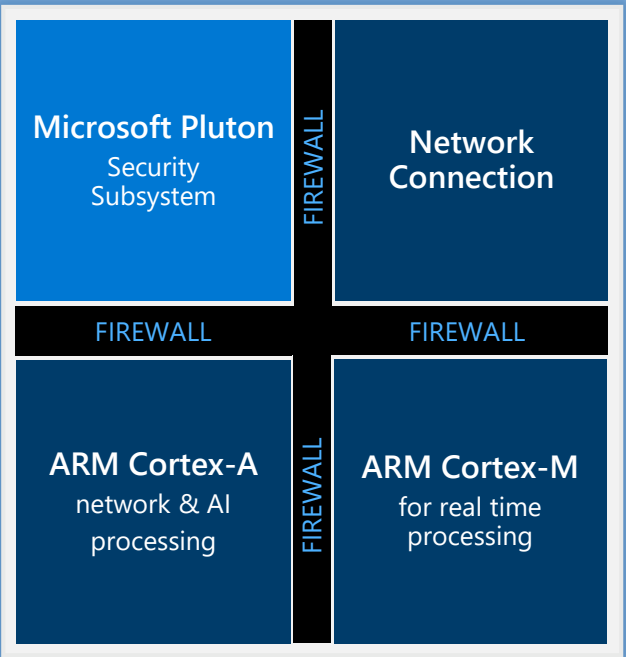 Microsoft Pluton
Security
Subsystem
FIREWALL
Network
Connection
FIREWALL
FIREWALL
ARM Cortex-A
network & AI
processing
FIREWALL
ARM Cortex-M
for real time
processing